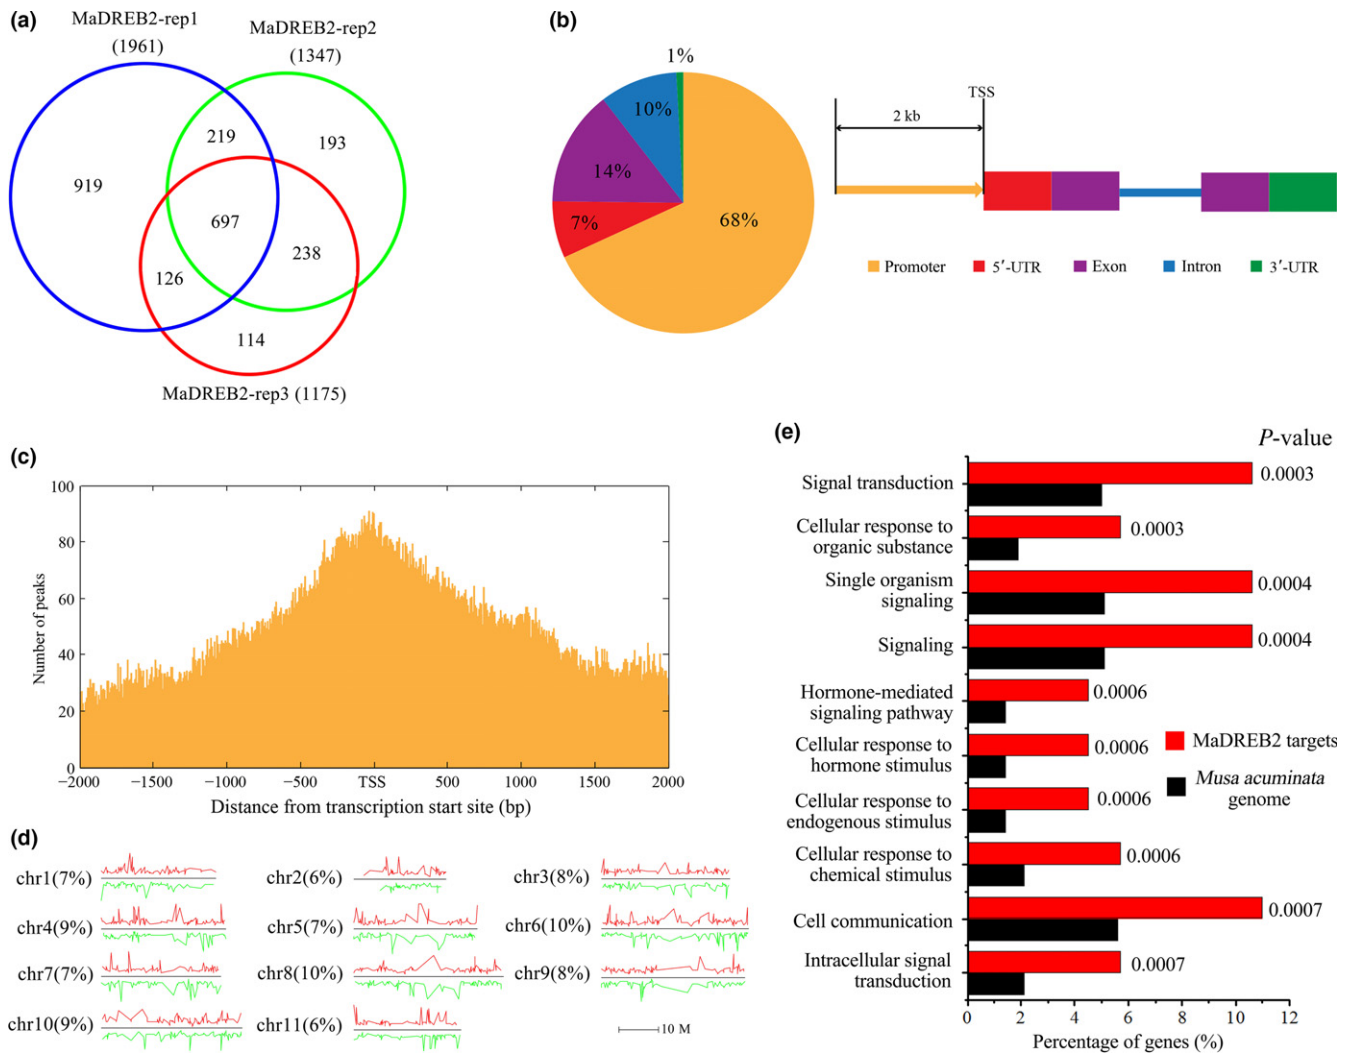 (a)
MaDREB2-rep1
(1961)
MaDREB2-rep2
(1347)
219
193
919
697
238
126
114
MaDREB2-rep3 (1175)
(b)
1%
10%
14%
7%
68%
TSS
2 kb
Promoter
5′-UTR
Exon
Intron
3′-UTR
(c)
100
80
60
40
20
0
Number of peaks
−2000
−1500
−1000
−500
TSS
500
1000
1500
2000
Distance from transcription start site (bp)
(d)
chr1(7%)
chr2(6%)
chr3(8%)
chr4(9%)
chr5(7%)
chr6(10%)
chr7(7%)
chr8(10%)
chr9(8%)
chr10(9%)
chr11(6%)
10 M
(e)
P-value
Signal transduction
0.0003
Cellular response to
organic substance
0.0003
Single organism
signaling
0.0004
Signaling
0.0004
Hormone-mediated
signaling pathway
0.0006
Cellular response to
hormone stimulus
0.0006
Cellular response to
endogenous stimulus
0.0006
Cellular response to
chemical stimulus
0.0006
Cell communication
0.0007
Intracellular signal
transduction
0.0007
MaDREB2 targets
Musa acuminata
genome
0
2
4
6
8
10
12
Percentage of genes (%)